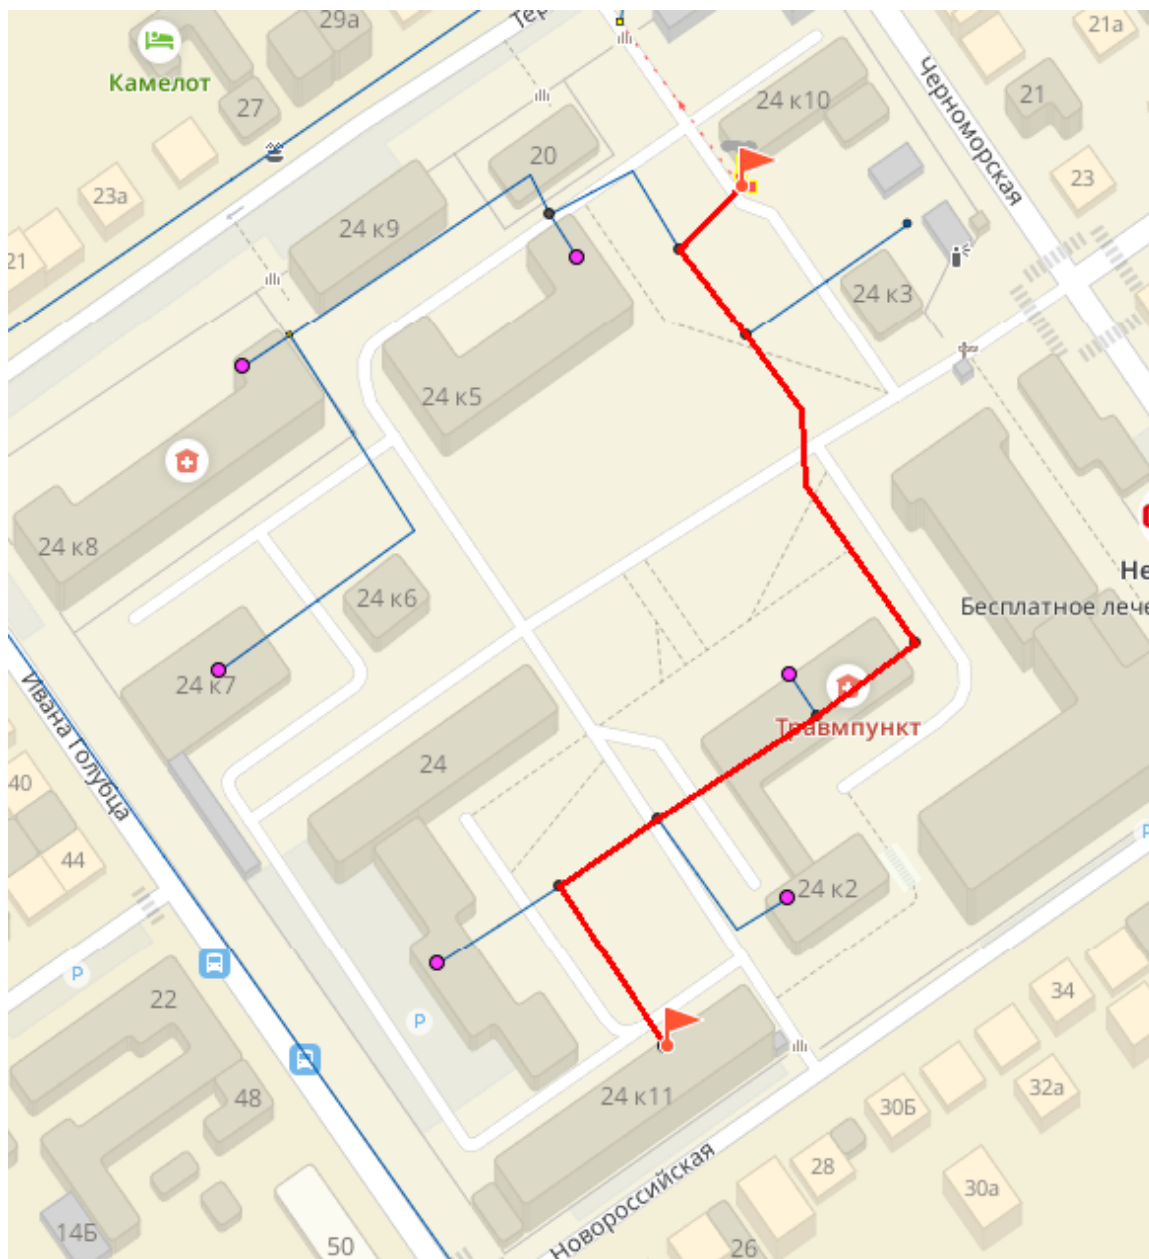 29а
Тер
21а
Камелот
24 к10
Черноморская
21
27
20
23
23а
24 к9
21
24 к3
24 к5
24 к8
Не
24 к6
Бесплатное лече
24 к7
Ивана Голубца
Травмпункт
24
40
P
44
24 к2
P
22
34
P
24 к11
32а
48
30Б
28
30а
Новороссийская
14Б
50
26